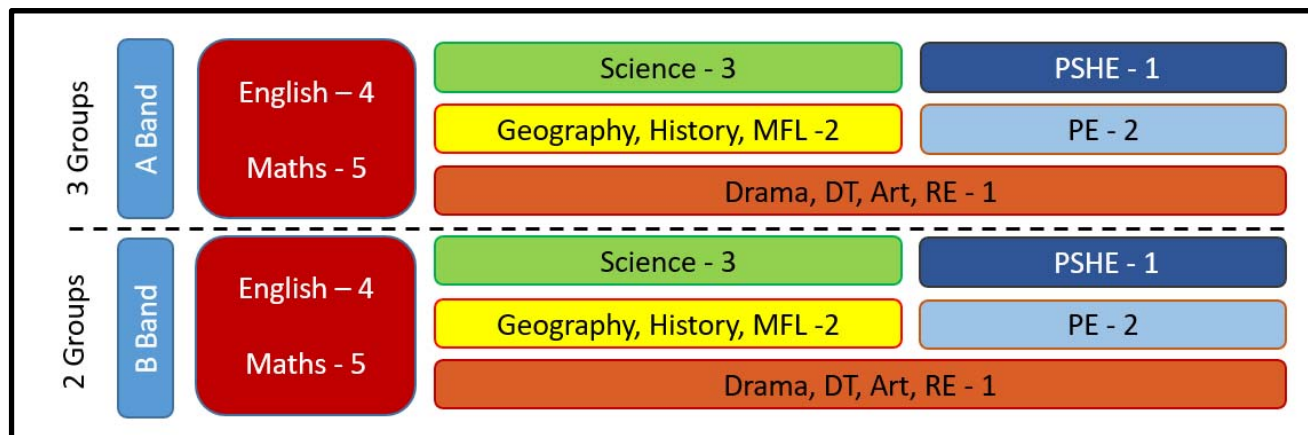 3 Groups
A Band
English – 4
Maths - 5
Science - 3
PSHE - 1
Geography, History, MFL -2
PE - 2
Drama, DT, Art, RE - 1
2 Groups
B Band
English – 4
Maths - 5
Science - 3
PSHE - 1
Geography, History, MFL -2
PE - 2
Drama, DT, Art, RE - 1